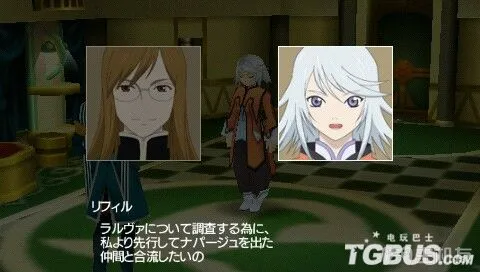 リフィル
ラルヴァについて調査する為に、
私より先行してナバージュを出た
仲間と合流したいの
电玩巴士
TGBUS.com